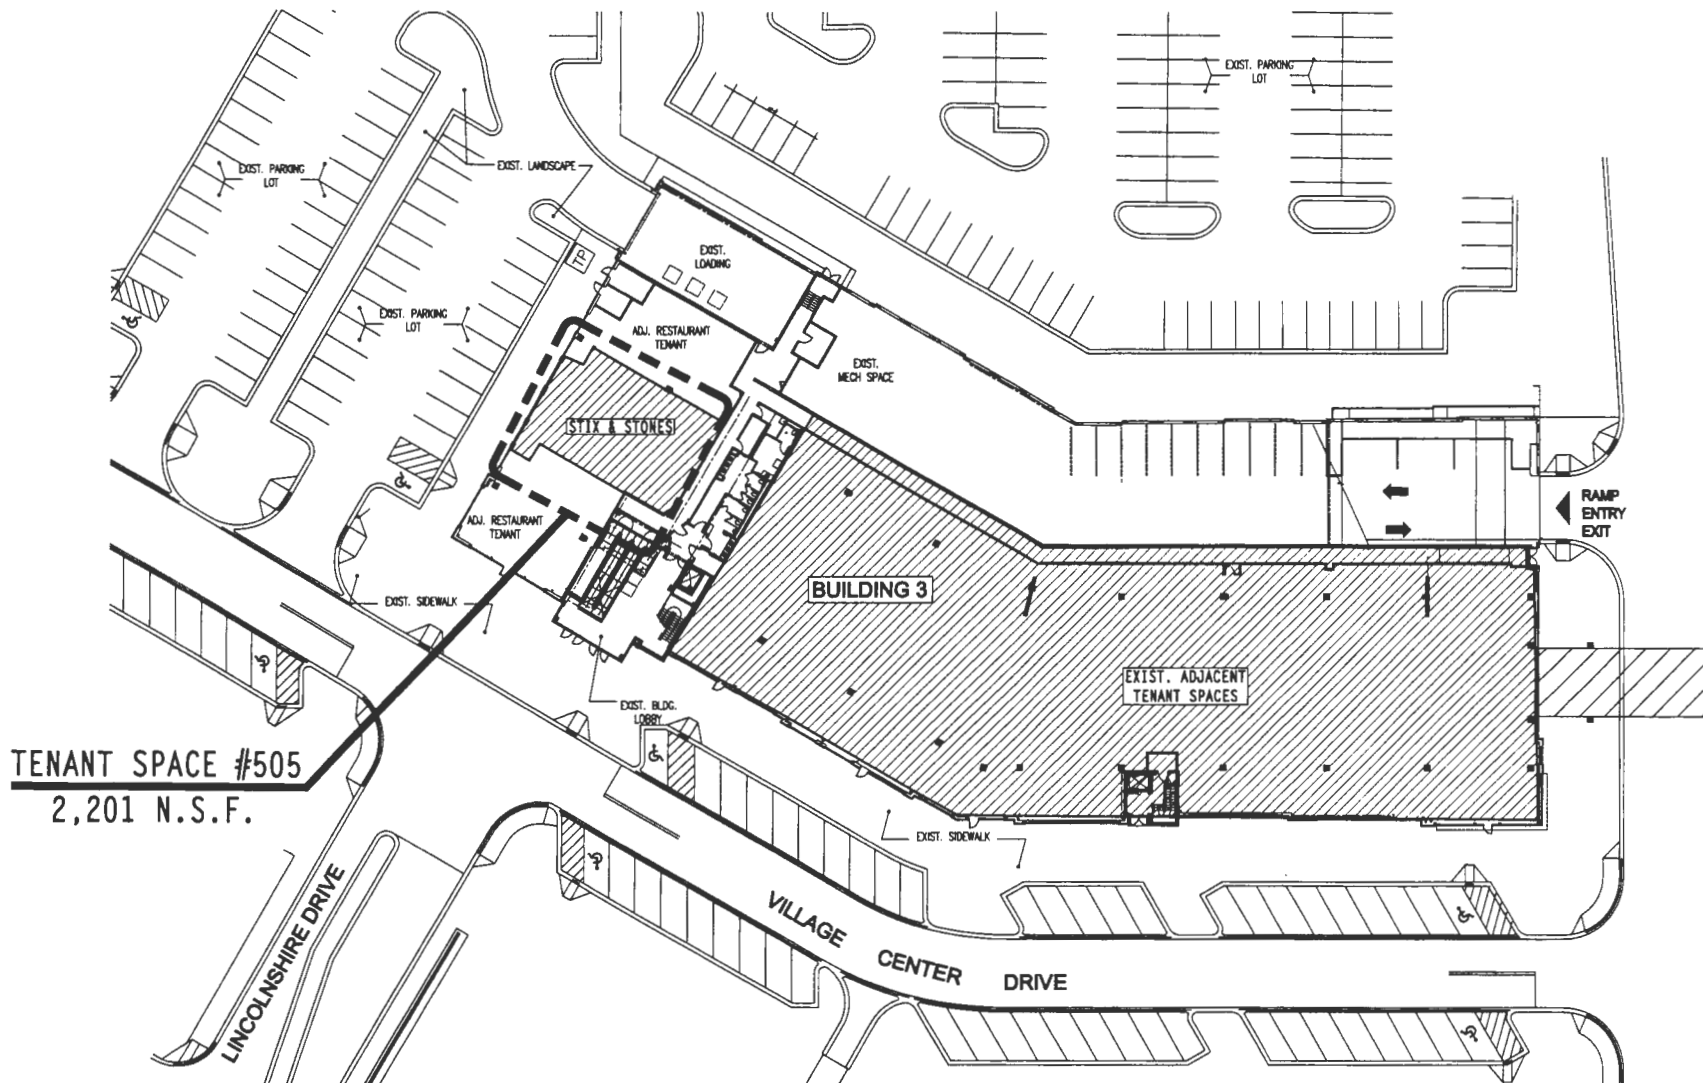 EXIST. PARKING
LOT
EXIST. PARKING
LOT
EXIST. LANDSCAPE
TP
EXIST.
LOADING
EXIST. PARKING
LOT
ADJ. RESTAURANT
TENANT
EXIST.
MECH SPACE
STIX & STONES
RAMP
ENTRY
EXIT
ADJ. RESTAURANT
TENANT
BUILDING 3
EXIST. SIDEWALK
EXIST. ADJACENT
TENANT SPACES
EXIST. BLDG.
LOBBY
TENANT SPACE #505
2,201 N.S.F.
EXIST. SIDEWALK
LINCOLNSHIRE DRIVE
VILLAGE CENTER DRIVE